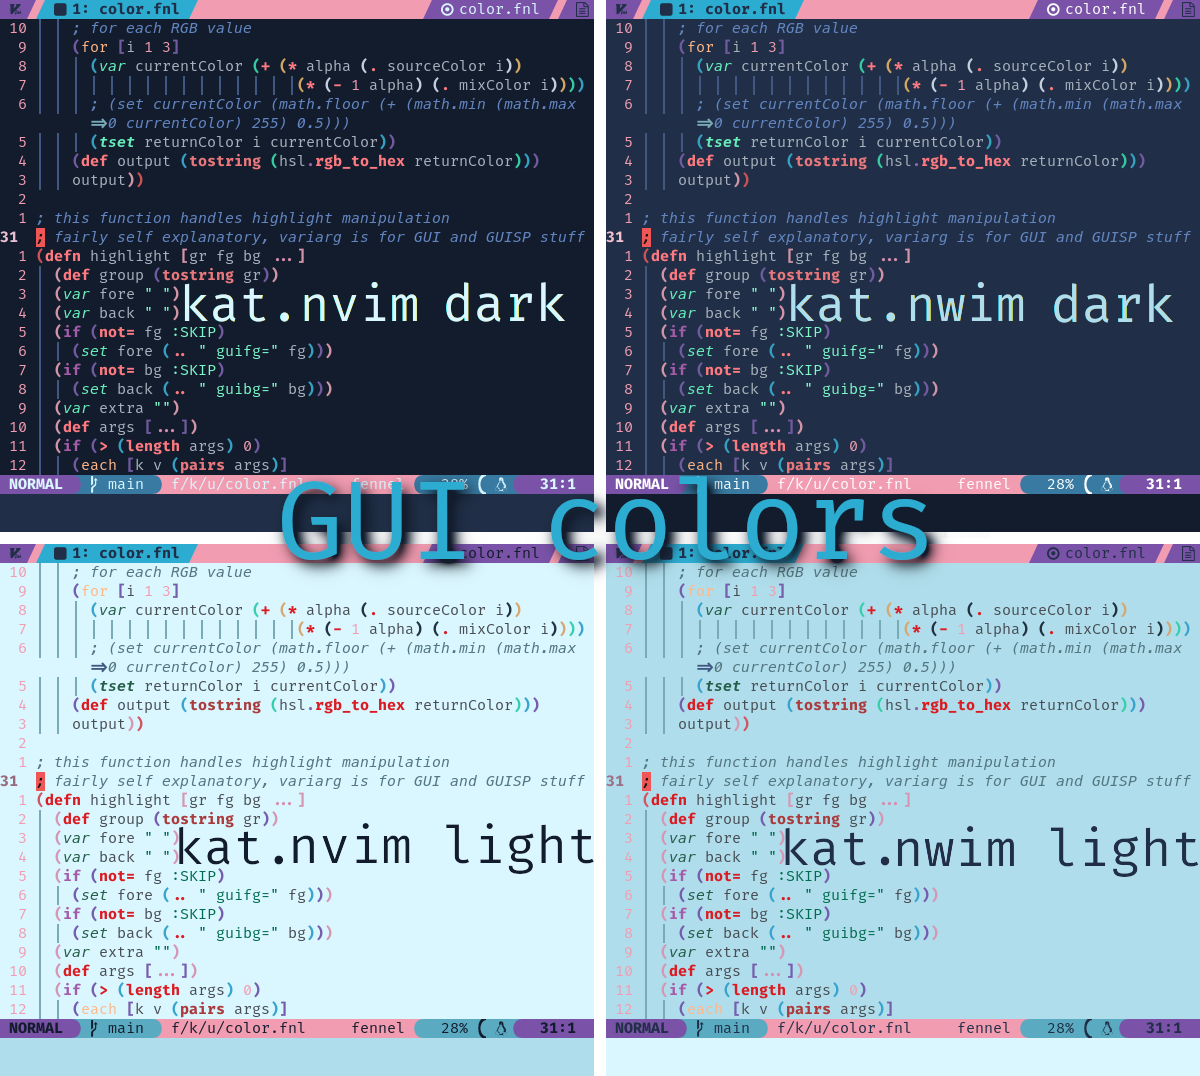 1: color.fnl color.fnl
10 ; for each RGB value
9 (for [i 1 3]
8 (var currentColor (+ (* alpha (. sourceColor i))
7 (* (- 1 alpha) (. mixColor i))))
6 ; (set currentColor (math.floor (+ (math.min (math.max
=>0 currentColor) 255) 0.5)))
5 (tset returnColor i currentColor))
4 (def output (tostring (hsl.rgb_to_hex returnColor)))
3 output))
2
1 ; this function handles highlight manipulation
31 ; fairly self explanatory, variarg is for GUI and GUISP stuff
1 (defn highlight [gr fg bg ...]
2 (def group (tostring gr))
3 (var fore " ")
4 (var back " ")
kat.nvim dark
5 (if (not= fg :SKIP)
6 (set fore (.. " guifg=" fg)))
7 (if (not= bg :SKIP)
8 (set back (.. " guibg=" bg)))
9 (var extra "")
10 (def args [...])
11 (if (> (length args) 0)
12 (each [k v (pairs args)]
NORMAL main f/k/u/color.fnl fennel 28% 31:1
1: color.fnl color.fnl
10 ; for each RGB value
9 (for [i 1 3]
8 (var currentColor (+ (* alpha (. sourceColor i))
7 (* (- 1 alpha) (. mixColor i))))
6 ; (set currentColor (math.floor (+ (math.min (math.max
=>0 currentColor) 255) 0.5)))
5 (tset returnColor i currentColor))
4 (def output (tostring (hsl.rgb_to_hex returnColor)))
3 output))
2
1 ; this function handles highlight manipulation
31 ; fairly self explanatory, variarg is for GUI and GUISP stuff
1 (defn highlight [gr fg bg ...]
2 (def group (tostring gr))
3 (var fore " ")
4 (var back " ")
kat.nwim dark
5 (if (not= fg :SKIP)
6 (set fore (.. " guifg=" fg)))
7 (if (not= bg :SKIP)
8 (set back (.. " guibg=" bg)))
9 (var extra "")
10 (def args [...])
11 (if (> (length args) 0)
12 (each [k v (pairs args)]
NORMAL main f/k/u/color.fnl fennel 28% 31:1
GUI colors
1: color.fnl color.fnl
10 ; for each RGB value
9 (for [i 1 3]
8 (var currentColor (+ (* alpha (. sourceColor i))
7 (* (- 1 alpha) (. mixColor i))))
6 ; (set currentColor (math.floor (+ (math.min (math.max
=>0 currentColor) 255) 0.5)))
5 (tset returnColor i currentColor))
4 (def output (tostring (hsl.rgb_to_hex returnColor)))
3 output))
2
1 ; this function handles highlight manipulation
31 ; fairly self explanatory, variarg is for GUI and GUISP stuff
1 (defn highlight [gr fg bg ...]
2 (def group (tostring gr))
3 (var fore " ")
4 (var back " ")
kat.nvim light
5 (if (not= fg :SKIP)
6 (set fore (.. " guifg=" fg)))
7 (if (not= bg :SKIP)
8 (set back (.. " guibg=" bg)))
9 (var extra "")
10 (def args [...])
11 (if (> (length args) 0)
12 (each [k v (pairs args)]
NORMAL main f/k/u/color.fnl fennel 28% 31:1
1: color.fnl color.fnl
10 ; for each RGB value
9 (for [i 1 3]
8 (var currentColor (+ (* alpha (. sourceColor i))
7 (* (- 1 alpha) (. mixColor i))))
6 ; (set currentColor (math.floor (+ (math.min (math.max
=>0 currentColor) 255) 0.5)))
5 (tset returnColor i currentColor))
4 (def output (tostring (hsl.rgb_to_hex returnColor)))
3 output))
2
1 ; this function handles highlight manipulation
31 ; fairly self explanatory, variarg is for GUI and GUISP stuff
1 (defn highlight [gr fg bg ...]
2 (def group (tostring gr))
3 (var fore " ")
4 (var back " ")
kat.nwim light
5 (if (not= fg :SKIP)
6 (set fore (.. " guifg=" fg)))
7 (if (not= bg :SKIP)
8 (set back (.. " guibg=" bg)))
9 (var extra "")
10 (def args [...])
11 (if (> (length args) 0)
12 (each [k v (pairs args)]
NORMAL main f/k/u/color.fnl fennel 28% 31:1